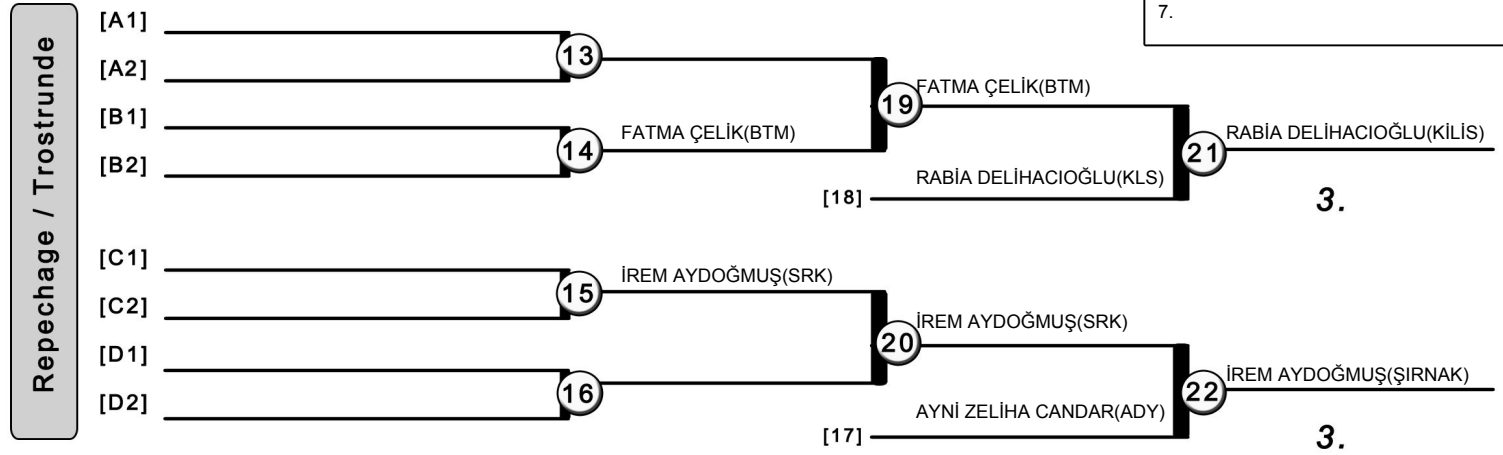 7.
Repechage / Trostrunde
[A1]
[A2]
13
[B1]
[B2]
14
FATMA ÇELİK(BTM)
19
FATMA ÇELİK(BTM)
[18]
RABİA DELİHACIOĞLU(KLS)
21
RABİA DELİHACIOĞLU(KİLİS)
3.
[C1]
[C2]
15
İREM AYDOĞMUŞ(SRK)
[D1]
[D2]
16
20
İREM AYDOĞMUŞ(SRK)
[17]
AYNİ ZELİHA CANDAR(ADY)
22
İREM AYDOĞMUŞ(ŞIRNAK)
3.